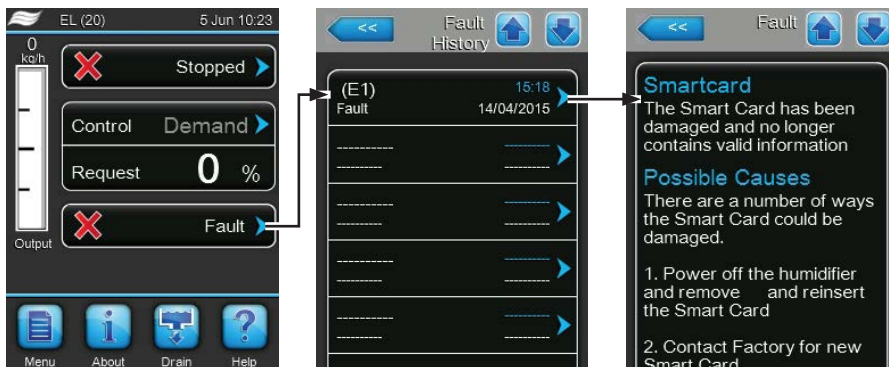 EL (20) 5 Jun 10:23
0
kg/h
Stopped
Control Demand
Request 0 %
Fault
Output
Menu About Drain Help
<< Fault
History
(E1) 15:18
Fault 14/04/2015
---------- ----------
---------- ----------
---------- ----------
---------- ----------
---------- ----------
---------- ----------
---------- ----------
---------- ----------
<< Fault
Smartcard
The Smart Card has been
damaged and no longer
contains valid information
Possible Causes
There are a number of ways
the Smart Card could be
damaged.
1. Power off the humidifier
and remove and reinsert
the Smart Card
2. Contact Factory for new
Smart Card